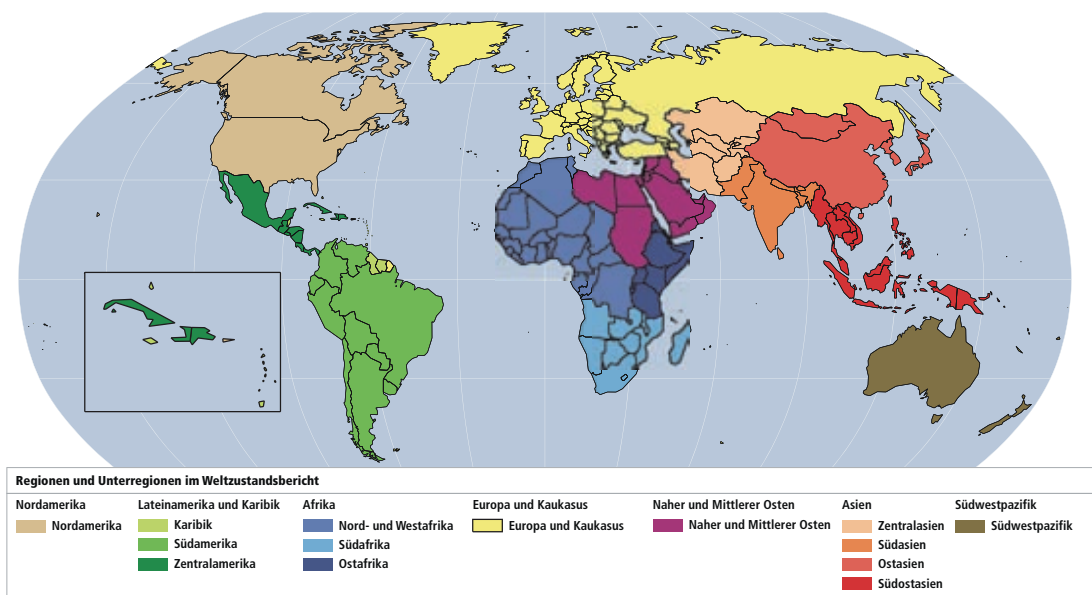 Regionen und Unterregionen im Weltzustandsbericht
Nordamerika
Nordamerika
Lateinamerika und Karibik
Karibik
Südamerika
Zentralamerika
Afrika
Nord- und Westafrika
Südafrika
Ostafrika
Europa und Kaukasus
Europa und Kaukasus
Naher und Mittlerer Osten
Naher und Mittlerer Osten
Asien
Zentralasien
Südasien
Ostasien
Südostasien
Südwestpazifik
Südwestpazifik